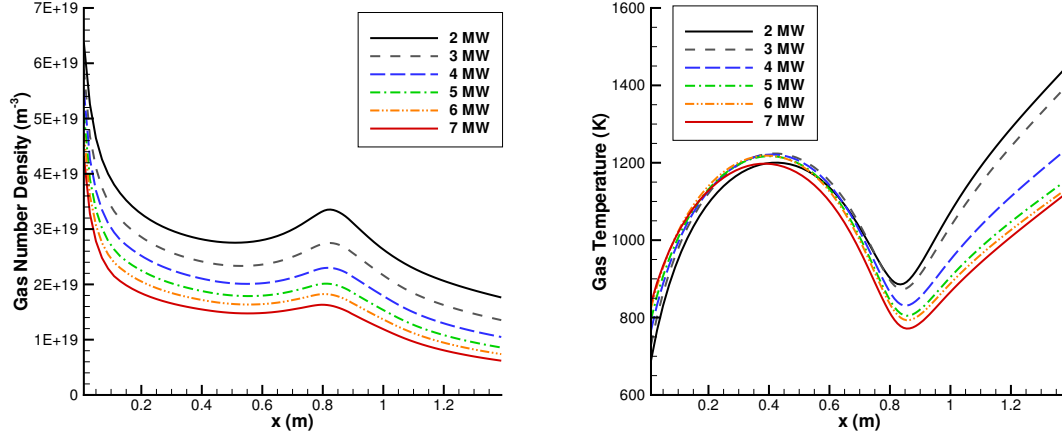 7E+19
6E+19
5E+19
4E+19
3E+19
2E+19
1E+19
0
Gas Number Density (m⁻³)
0.2
0.4
0.6
0.8
1
1.2
x (m)
2 MW
3 MW
4 MW
5 MW
6 MW
7 MW
1600
1400
1200
1000
800
600
Gas Temperature (K)
0.2
0.4
0.6
0.8
1
1.2
x (m)
2 MW
3 MW
4 MW
5 MW
6 MW
7 MW